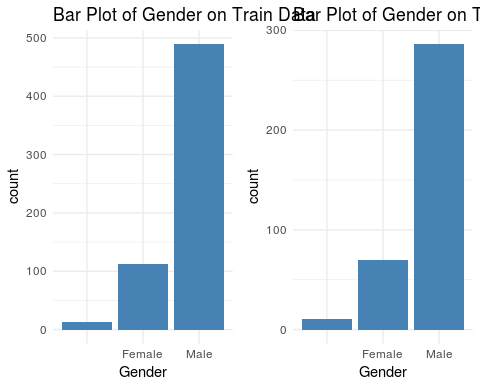 Bar Plot of Gender on Train Data
500
400
300
200
100
0
count
Female Male
Gender
Bar Plot of Gender on T
300
200
100
0
count
Female Male
Gender